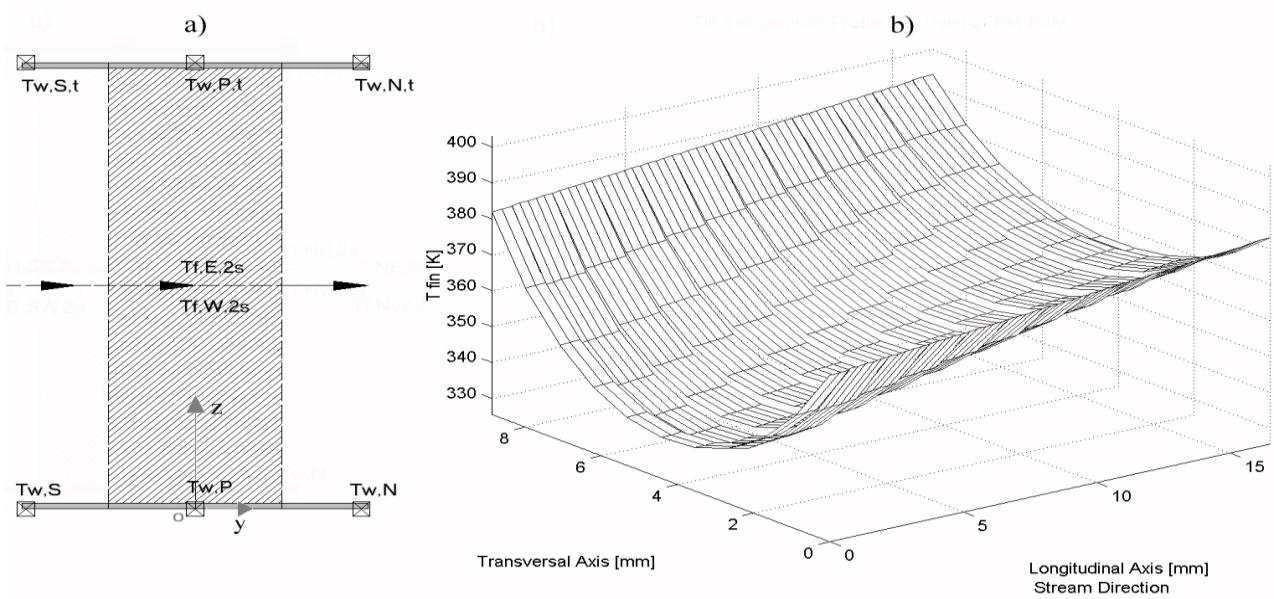 a)
Tw,S,t
Tw,P,t
Tw,N,t
Tf,E,2s
Tf,W,2s
z
Tw,S
Tw,P
Tw,N
o
y
b)
T fin [K]
400
390
380
370
360
350
340
330
8
6
4
2
0
0
5
10
15
Transversal Axis [mm]
Longitudinal Axis [mm]
Stream Direction